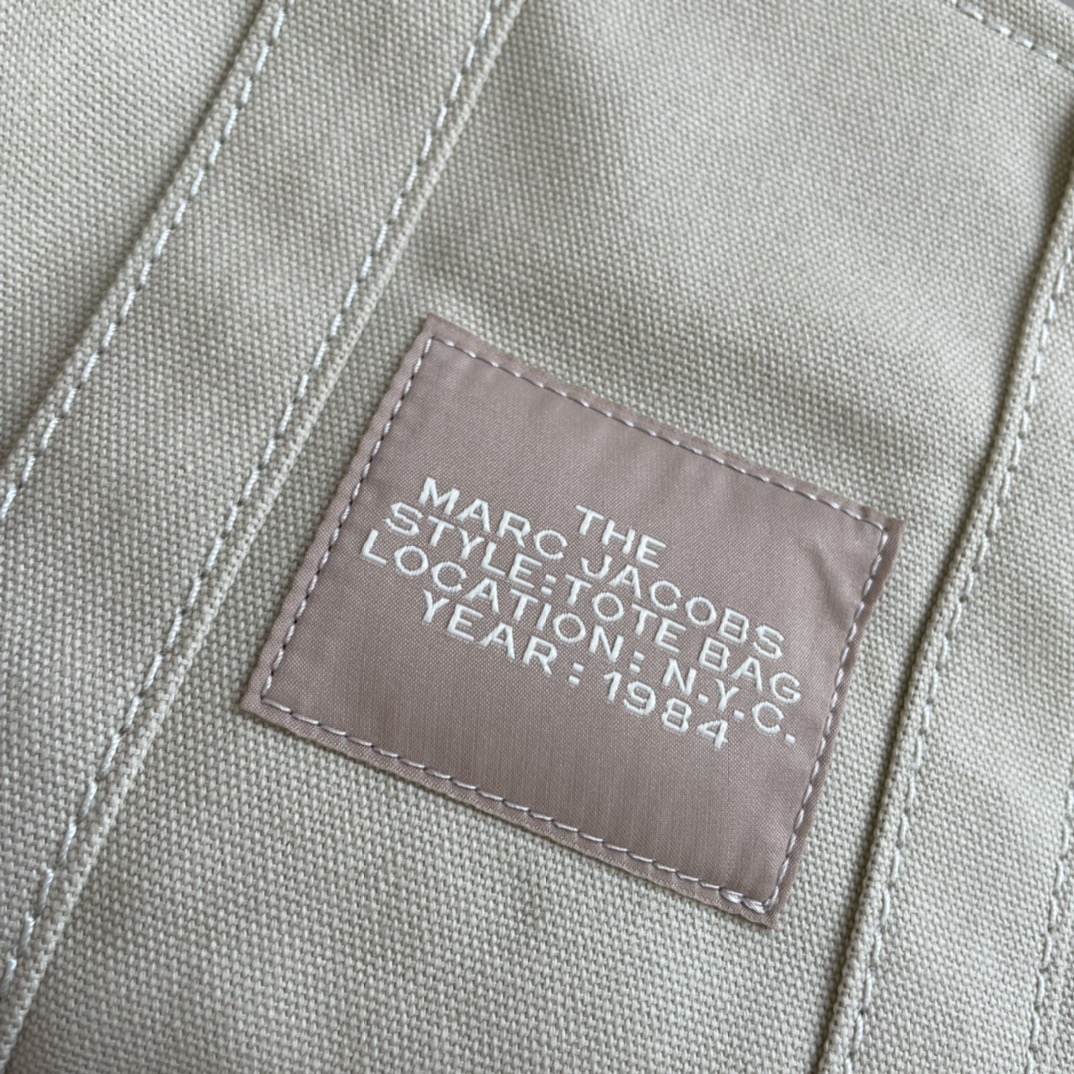 THE
MARC JACOBS
STYLE:TOTE BAG
LOCATION: N.Y.C.
YEAR: 1984